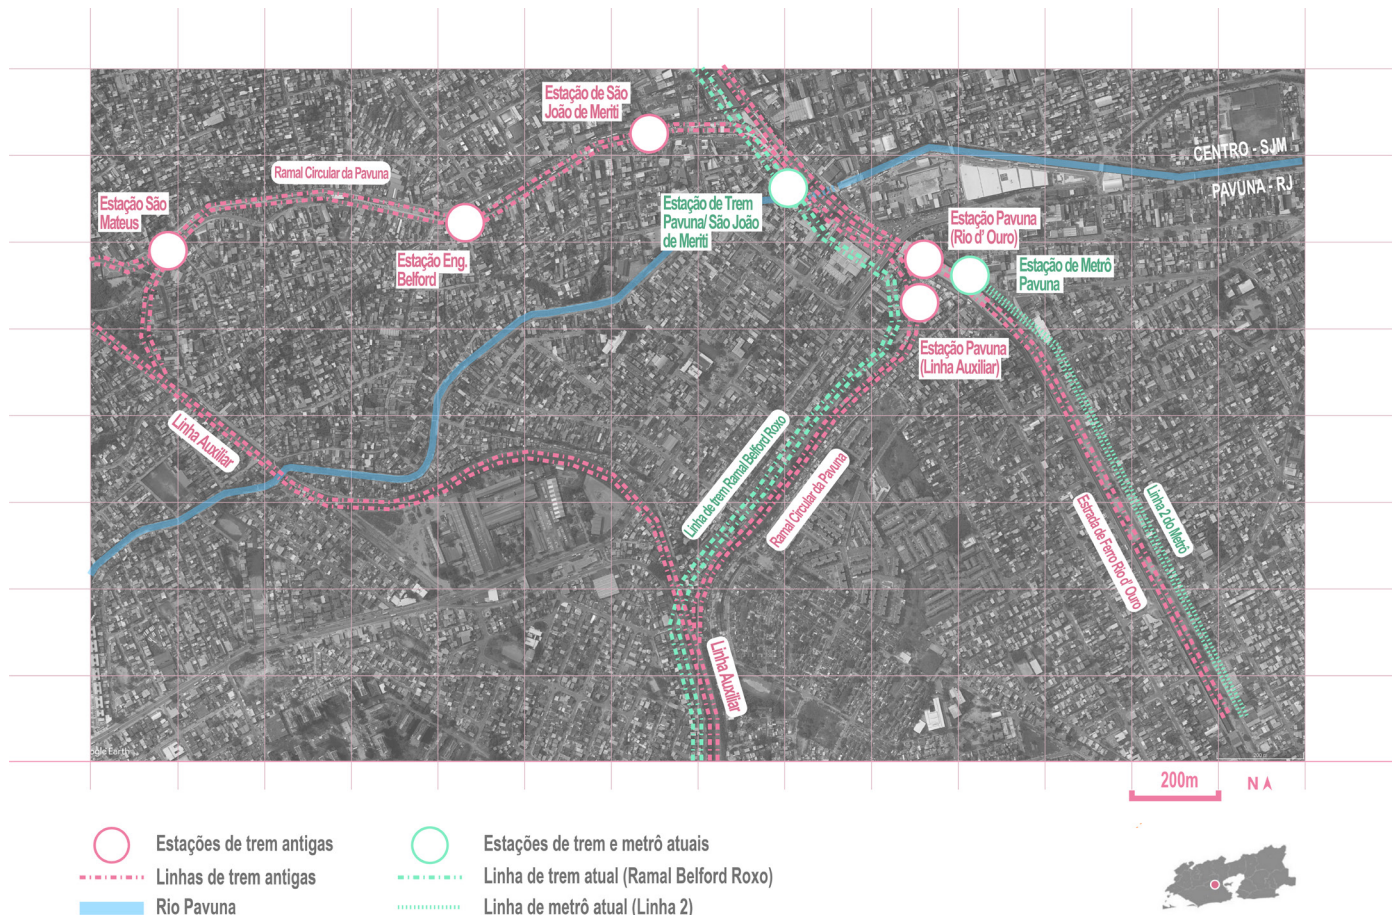 Estação de São
João de Meriti
CENTRO - SJM
PAVUNA - RJ
Ramal Circular da Pavuna
Estação São
Mateus
Estação de Trem
Pavuna/ São João
de Meriti
Estação Pavuna
(Rio d' Ouro)
Estação Eng.
Belford
Estação de Metrô
Pavuna
Estação Pavuna
(Linha Auxiliar)
Linha Auxiliar
Linha de trem Ramal Belford Roxo
Ramal Circular da Pavuna
Estrada de Ferro Rio d' Ouro
Linha 2 do Metrô
Linha Auxiliar
ogle Earth
200m
N
Estações de trem antigas
Estações de trem e metrô atuais
Linhas de trem antigas
Linha de trem atual (Ramal Belford Roxo)
Rio Pavuna
Linha de metrô atual (Linha 2)